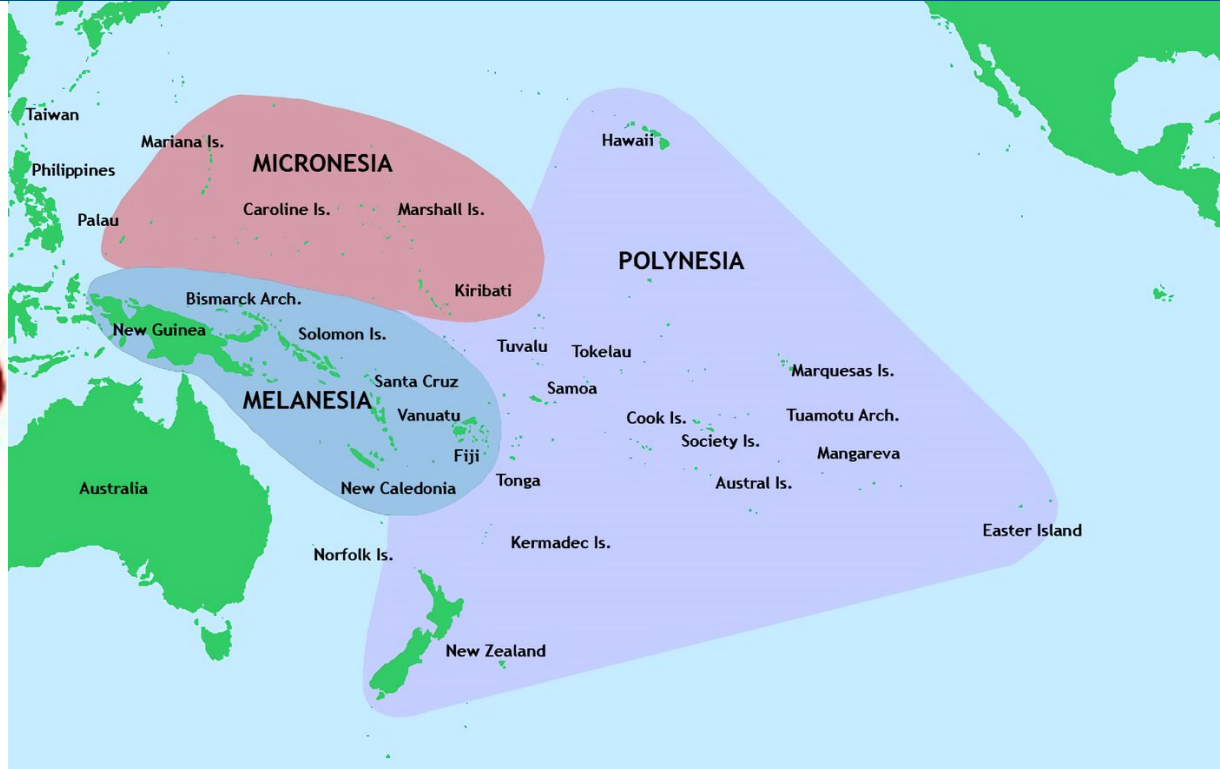 Taiwan
Hawaii
Mariana Is.
MICRONESIA
Philippines
Caroline Is.
Marshall Is.
Palau
POLYNESIA
Kiribati
Bismarck Arch.
New Guinea
Solomon Is.
Tuvalu
Tokelau
Marquesas Is.
Santa Cruz
Samoa
MELANESIA
Vanuatu
Cook Is.
Tuamotu Arch.
Society Is.
Fiji
Mangareva
Tonga
Austral Is.
Australia
New Caledonia
Easter Island
Norfolk Is.
Kermadec Is.
New Zealand